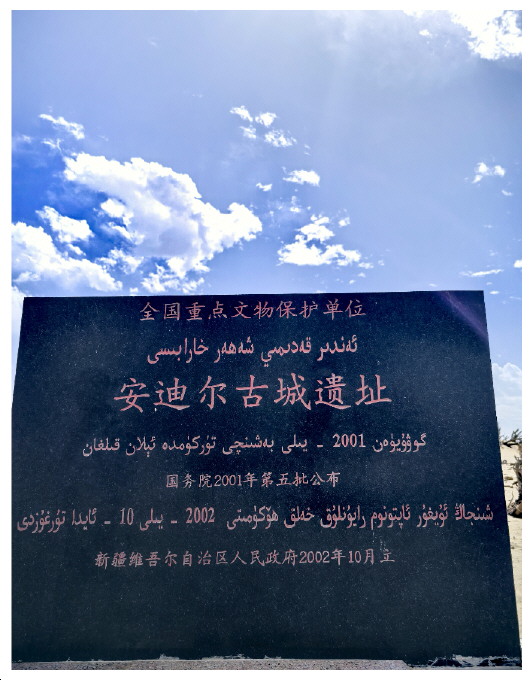 全国重点文物保护单位
ئەندىر قەدىمىي شەھەر خارابىسى
安迪尔古城遗址
گوۋۇيۈەن 2001 - يىلى بەشىنچى تۈركۈمدە ئېلان قىلغان
国务院2001年第五批公布
شىنجاڭ ئۇيغۇر ئاپتونوم رايۇنلۇق خەلق ھۆكۈمىتى 2002 - يىلى 10 - ئايدا تۇرغۇزدى
新疆维吾尔自治区人民政府2002年10月立